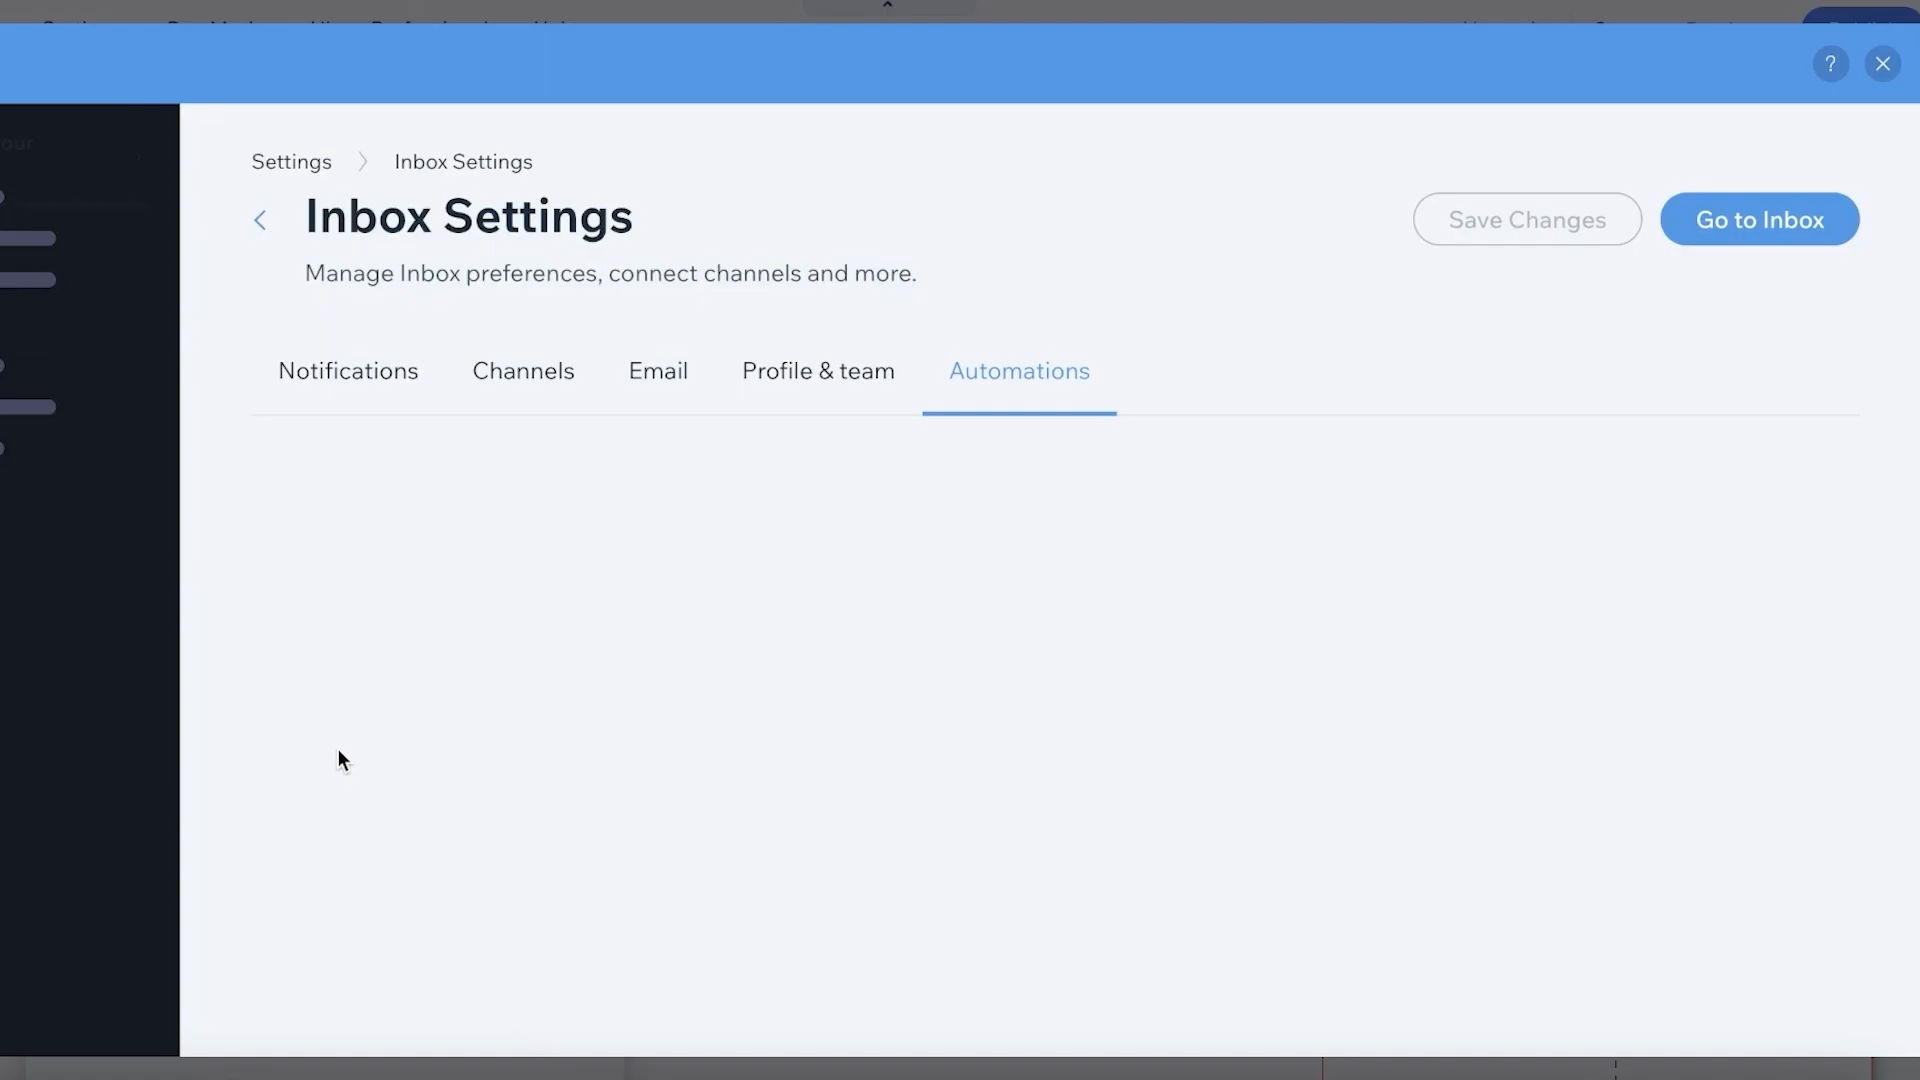 ?
our
Settings
Inbox Settings
Inbox Settings
Save Changes
Go to Inbox
Manage Inbox preferences, connect channels and more.
Notifications
Channels
Email
Profile & team
Automations